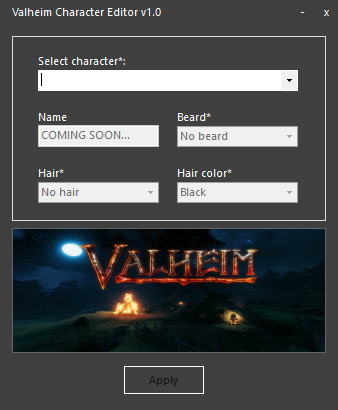 Valheim Character Editor v1.0 - x
Select character*:
Name Beard*
COMING SOON... No beard
Hair* Hair color*
No hair Black
VALHEIM
Apply